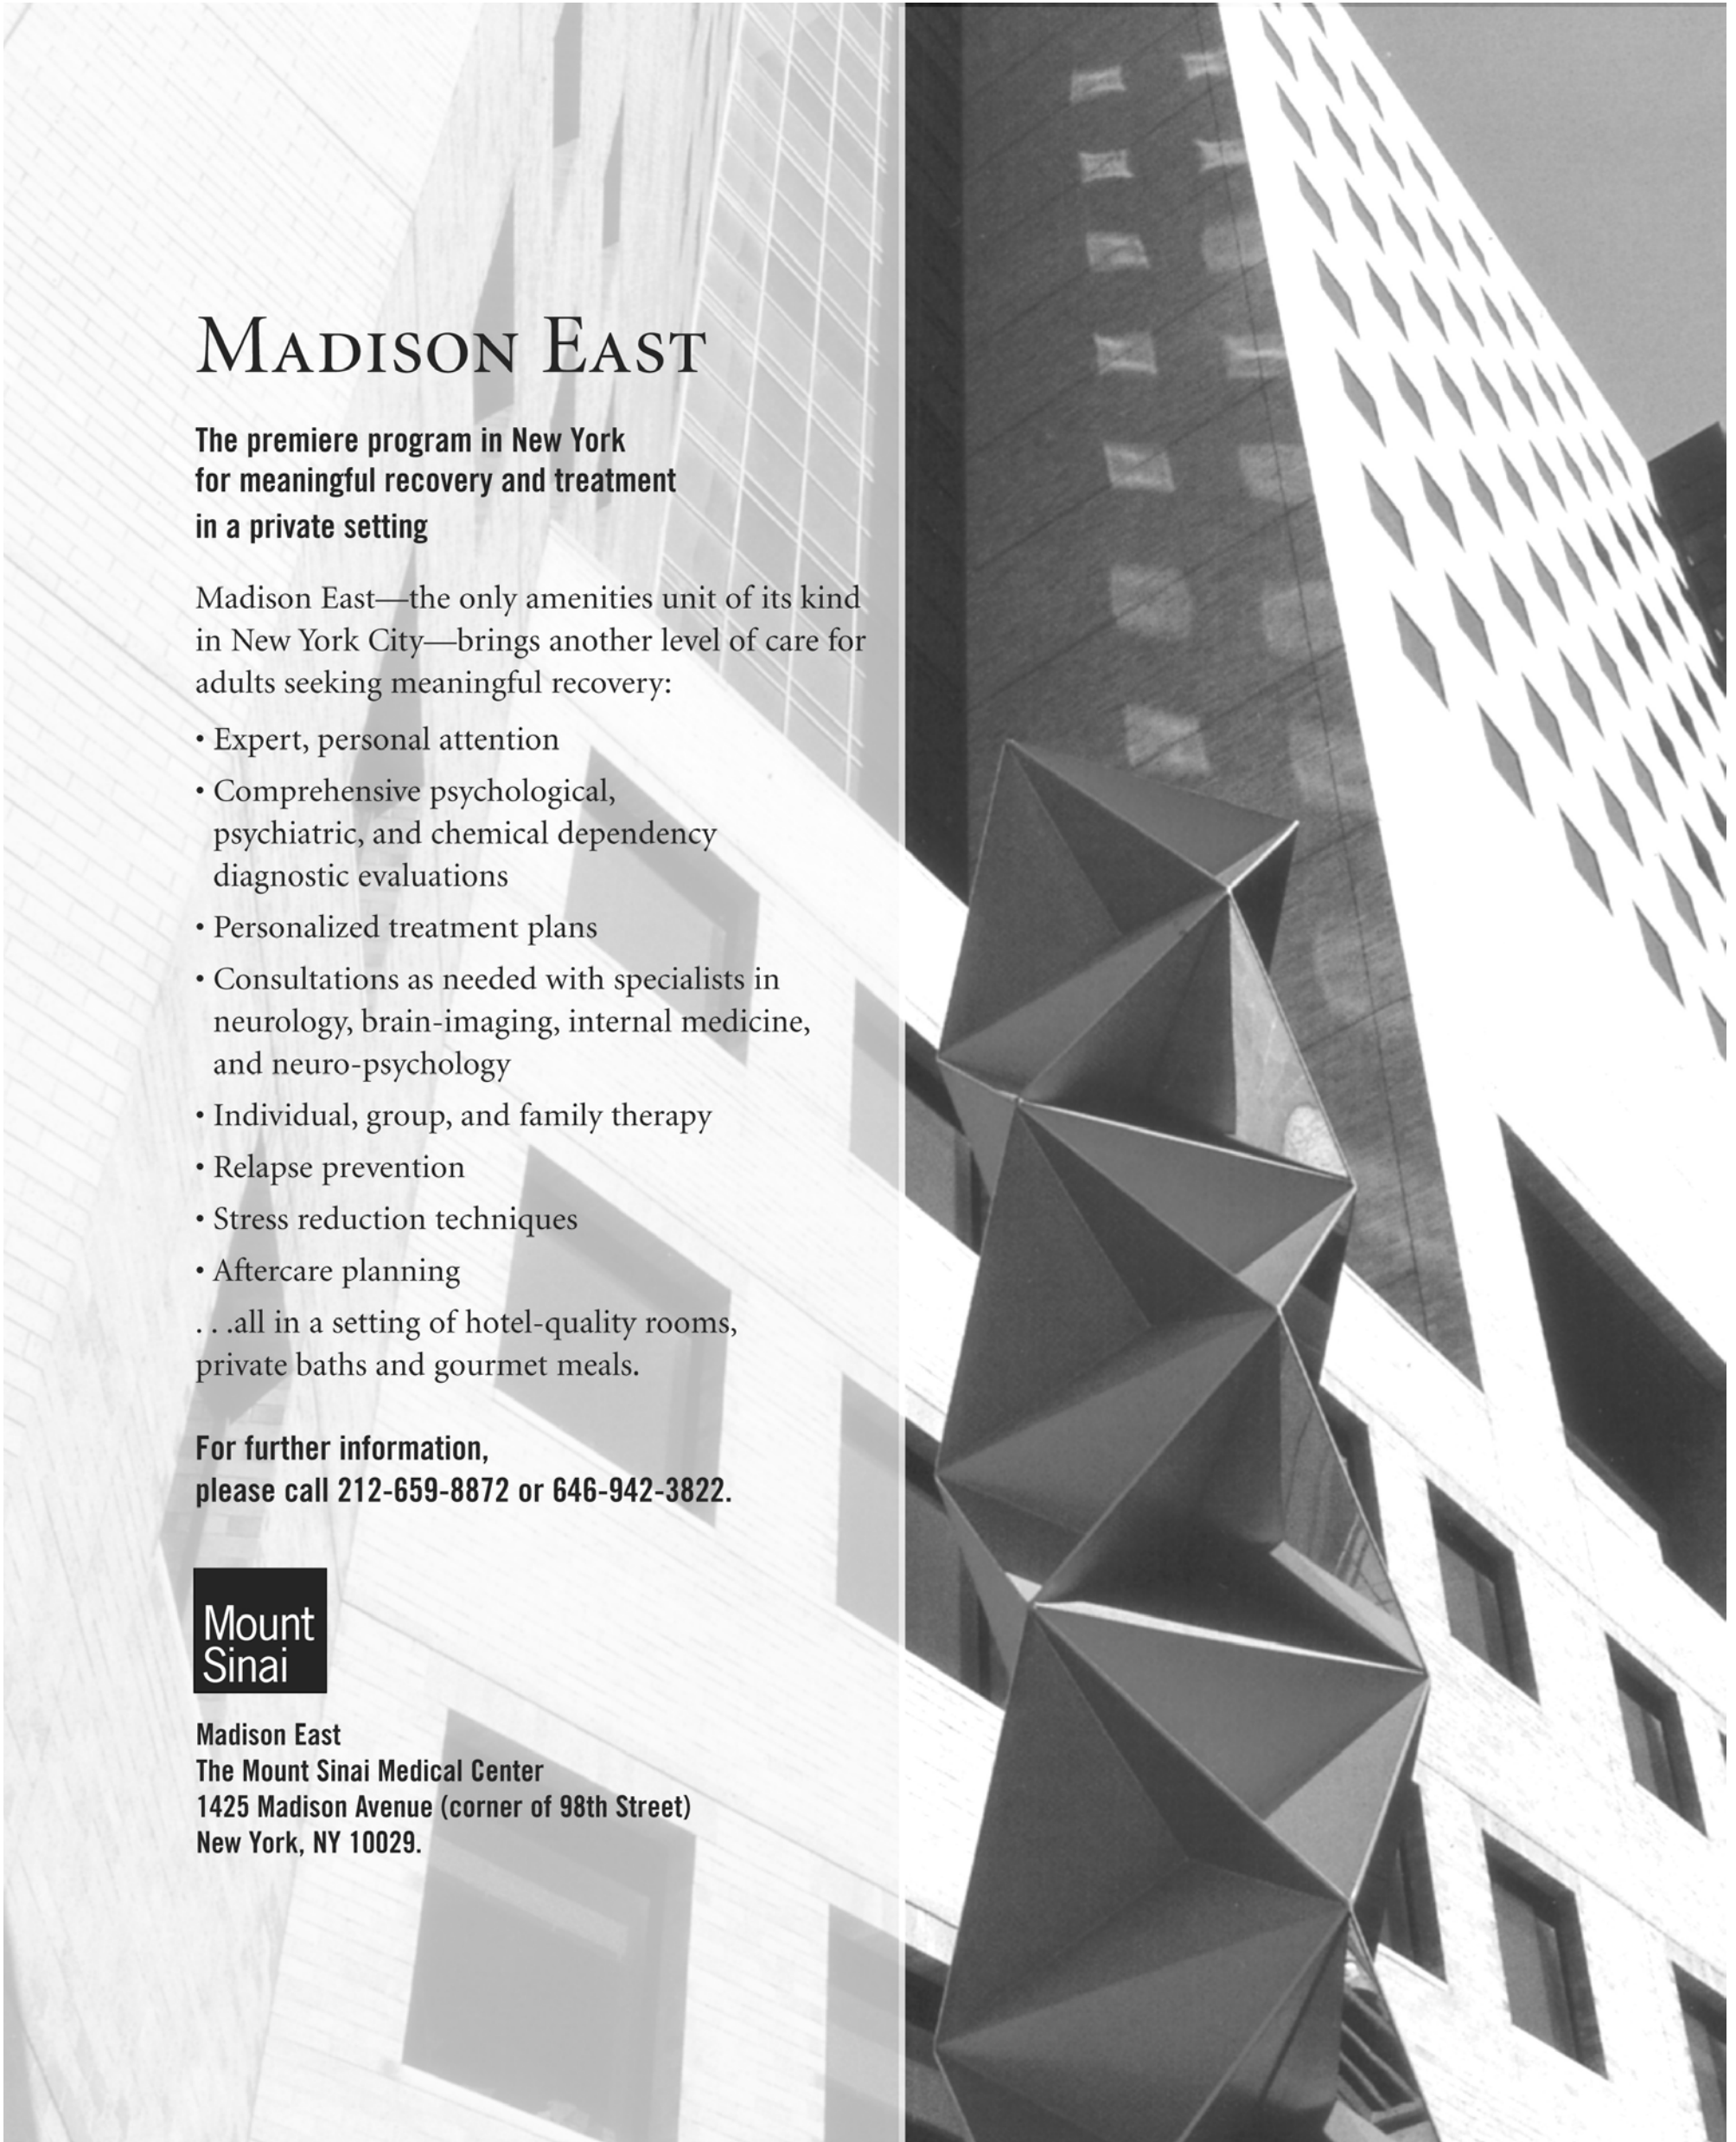 MADISON EAST
The premiere program in New York
for meaningful recovery and treatment
in a private setting
Madison East—the only amenities unit of its kind
in New York City—brings another level of care for
adults seeking meaningful recovery:
• Expert, personal attention
• Comprehensive psychological,
psychiatric, and chemical dependency
diagnostic evaluations
• Personalized treatment plans
• Consultations as needed with specialists in
neurology, brain-imaging, internal medicine,
and neuro-psychology
• Individual, group, and family therapy
• Relapse prevention
• Stress reduction techniques
• Aftercare planning
. . .all in a setting of hotel-quality rooms,
private baths and gourmet meals.
For further information,
please call 212-659-8872 or 646-942-3822.
Mount
Sinai
Madison East
The Mount Sinai Medical Center
1425 Madison Avenue (corner of 98th Street)
New York, NY 10029.